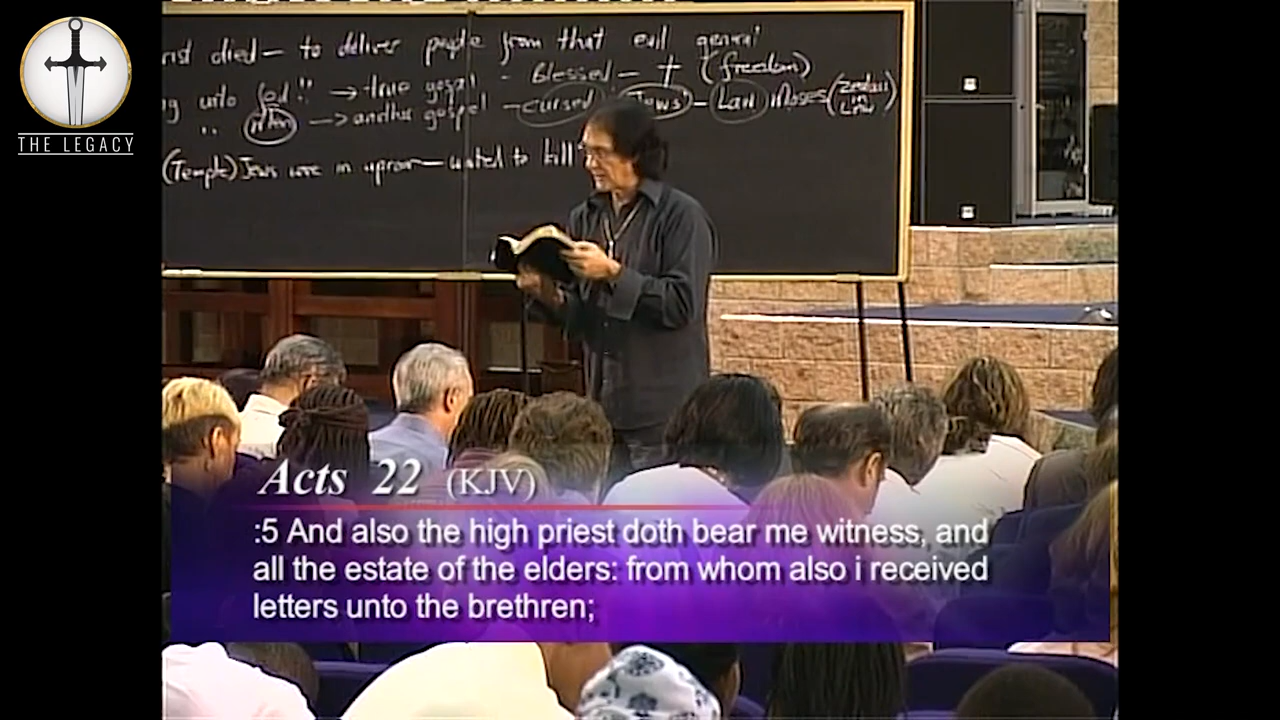 THE LEGACY
died – to deliver people from that evil
unto God!! → true gospel - Blessed – † (freedom)
" (men) → another gospel – cursed "Jews" – Law Moses (Zealous
in
Law)
(Temple) Jews were in uproar – wanted to kill
Acts 22 (KJV)
:5 And also the high priest doth bear me witness, and
all the estate of the elders: from whom also i received
letters unto the brethren;